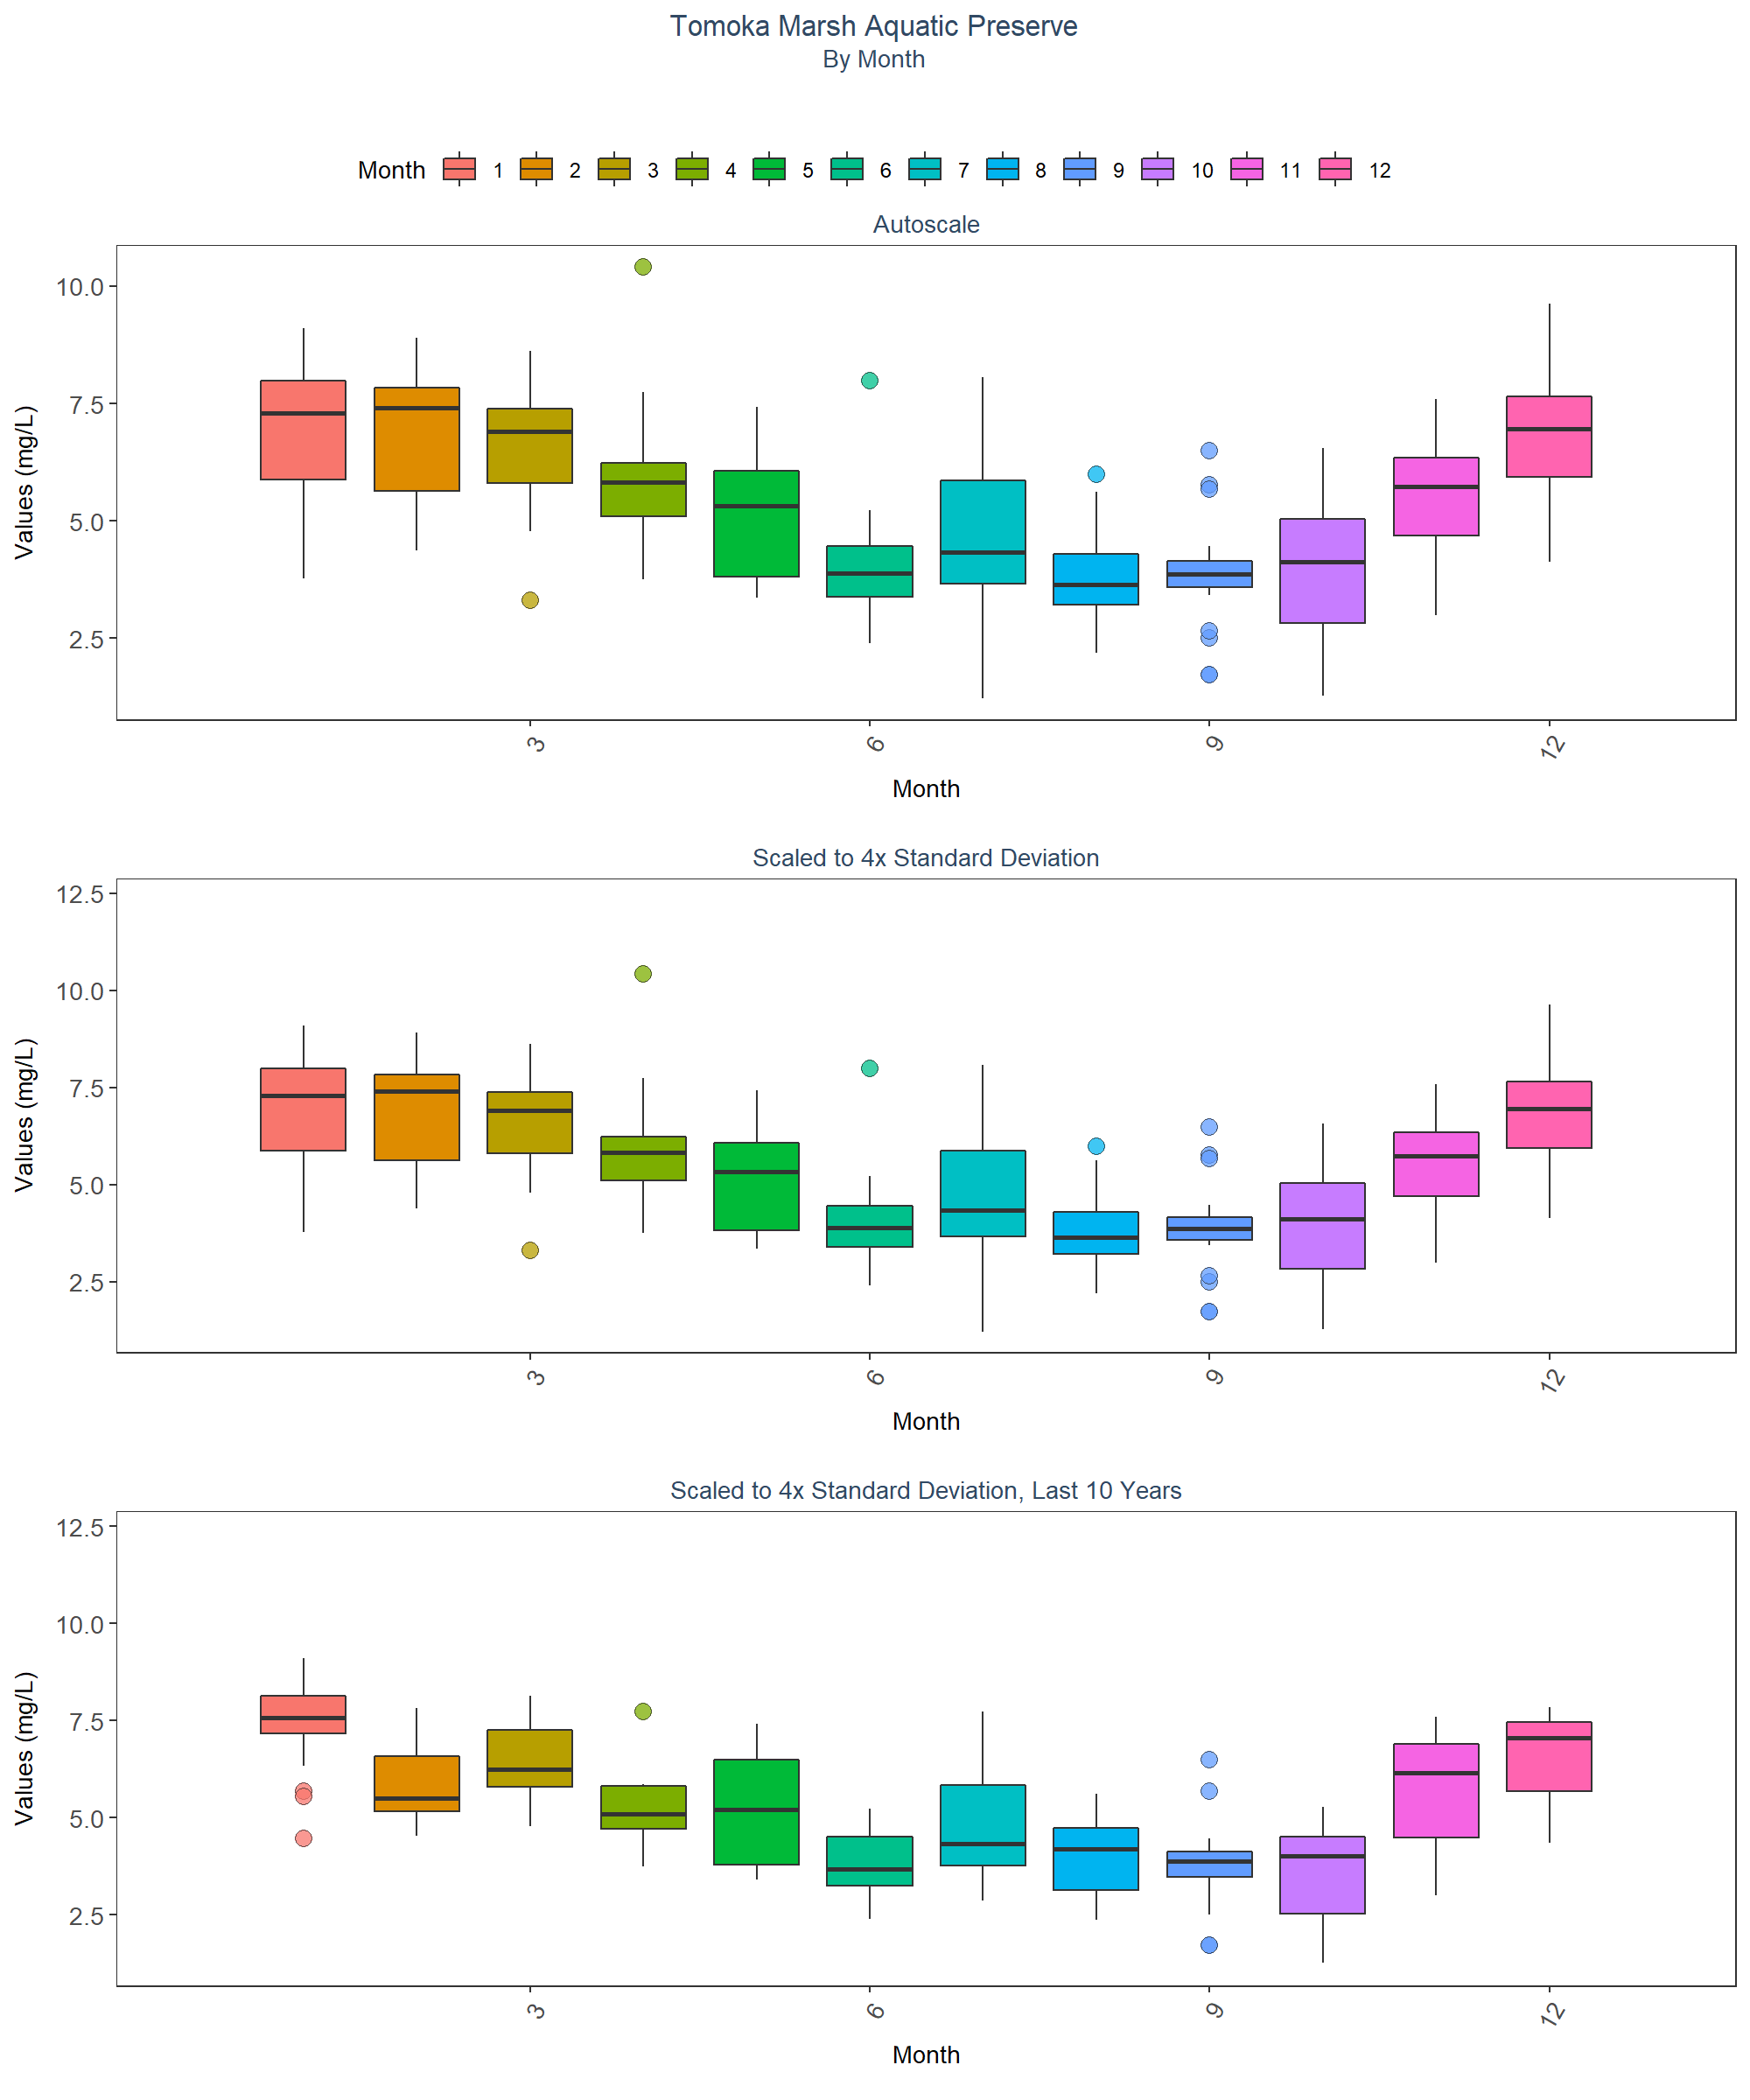 Tomoka Marsh Aquatic Preserve
By Month
Month 1 2 3 4 5 6 7 8 9 10 11 12
Autoscale
Values (mg/L)
10.0
7.5
5.0
2.5
3 6 9 12
Month
Scaled to 4x Standard Deviation
Values (mg/L)
12.5
10.0
7.5
5.0
2.5
3 6 9 12
Month
Scaled to 4x Standard Deviation, Last 10 Years
Values (mg/L)
12.5
10.0
7.5
5.0
2.5
3 6 9 12
Month